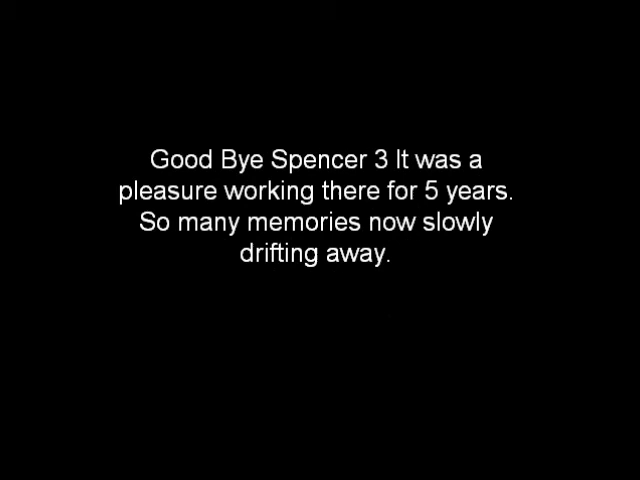 Good Bye Spencer 3 It was a
pleasure working there for 5 years.
So many memories now slowly
drifting away.